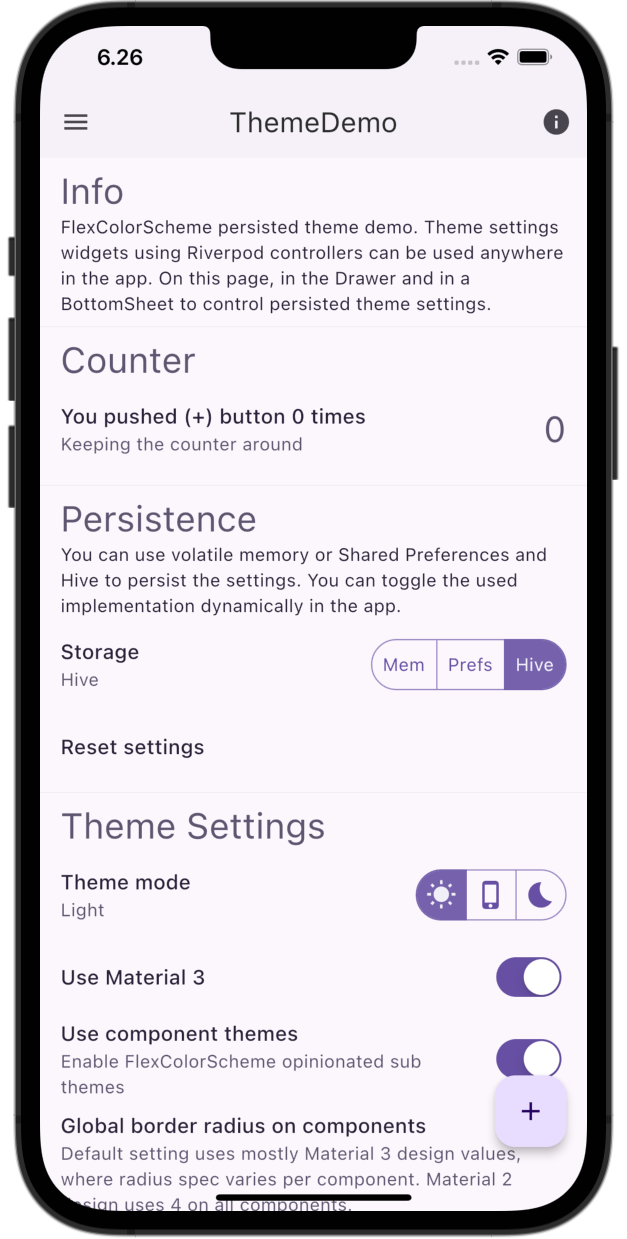 6.26
ThemeDemo
Info
FlexColorScheme persisted theme demo. Theme settings
widgets using Riverpod controllers can be used anywhere
in the app. On this page, in the Drawer and in a
BottomSheet to control persisted theme settings.
Counter
You pushed (+) button 0 times
Keeping the counter around
0
Persistence
You can use volatile memory or Shared Preferences and
Hive to persist the settings. You can toggle the used
implementation dynamically in the app.
Storage
Hive
Mem Prefs Hive
Reset settings
Theme Settings
Theme mode
Light
Use Material 3
Use component themes
Enable FlexColorScheme opinionated sub
themes
+
Global border radius on components
Default setting uses mostly Material 3 design values,
where radius spec varies per component. Material 2
design uses 4 on all components.